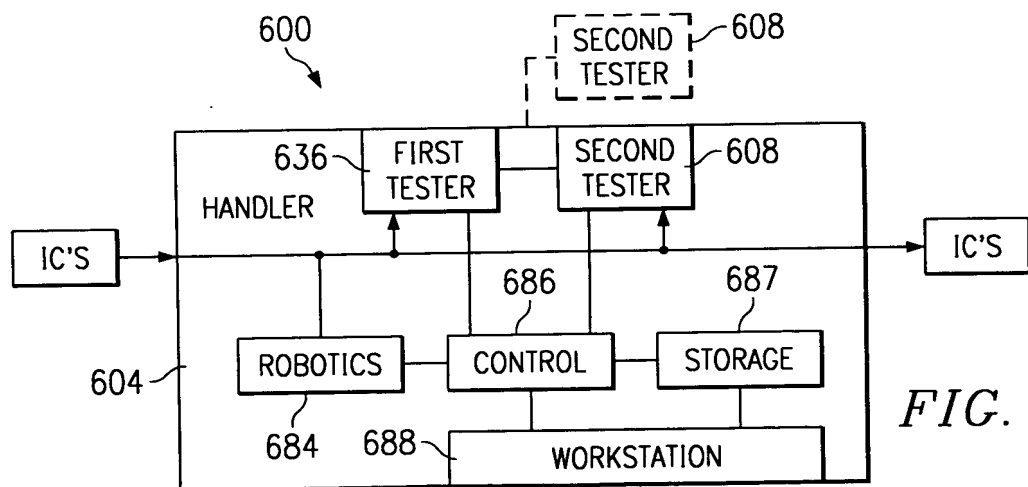 600
SECOND
TESTER
608
636
FIRST
TESTER
SECOND
TESTER
608
HANDLER
IC'S
IC'S
686
687
ROBOTICS
CONTROL
STORAGE
604
684
688
WORKSTATION
FIG.